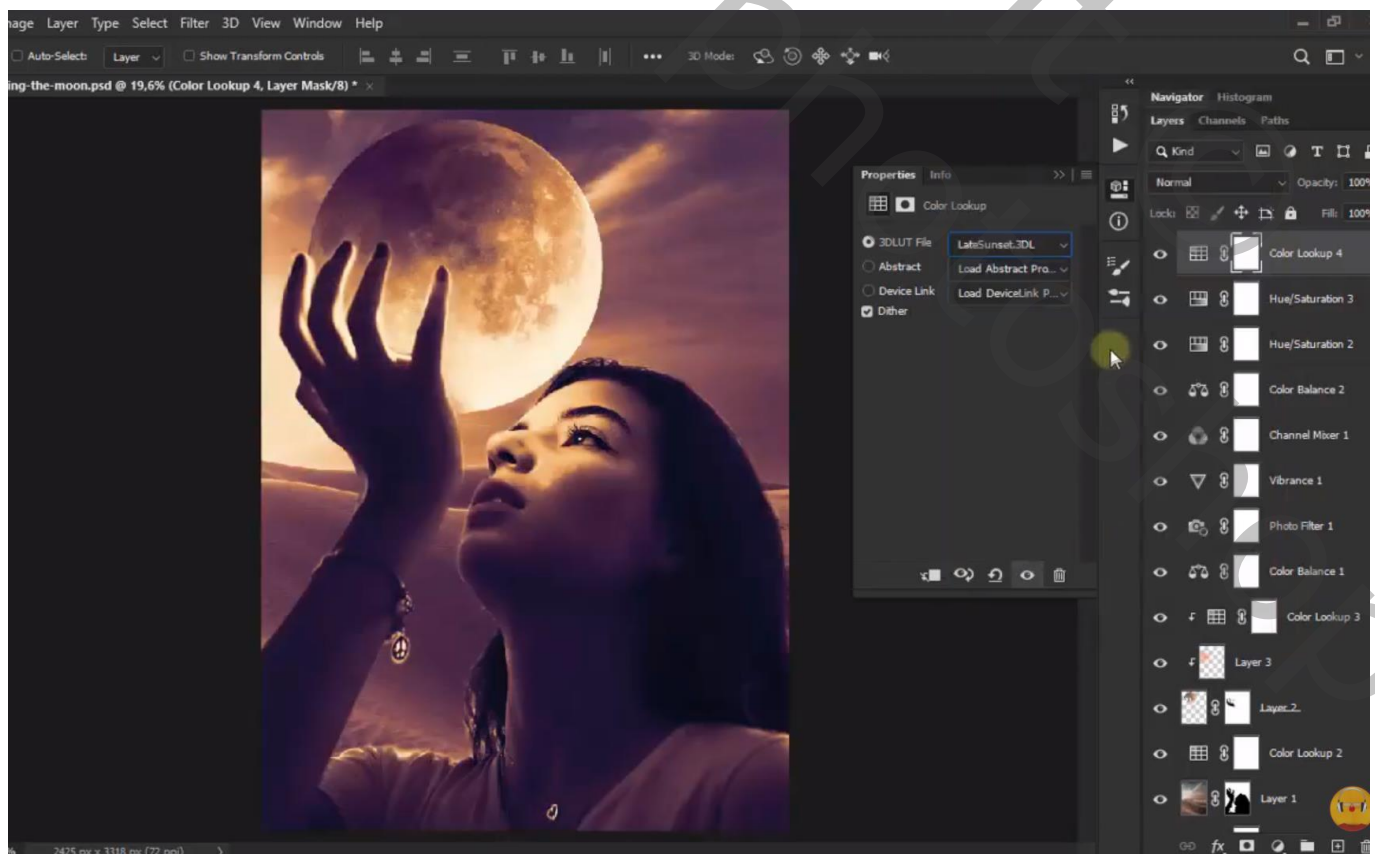 nage Layer Type Select Filter 3D View Window Help
Auto-Select: Layer Show Transform Controls 3D Mode:
ing-the-moon.psd @ 19,6% (Color Lookup 4, Layer Mask/8) * ×
Navigator Histogram
Layers Channels Paths
Kind
Normal Opacity: 100%
Lock: Fill: 100%
Properties Info
Color Lookup
3DLUT File LateSunset.3DL
Abstract Load Abstract Pro...
Device Link Load DeviceLink P...
Dither
Color Lookup 4
Hue/Saturation 3
Hue/Saturation 2
Color Balance 2
Channel Mixer 1
Vibrance 1
Photo Filter 1
Color Balance 1
Color Lookup 3
Layer 3
Layer 2
Color Lookup 2
Layer 1
fx
% 2425 px x 3318 px (72 ppi)